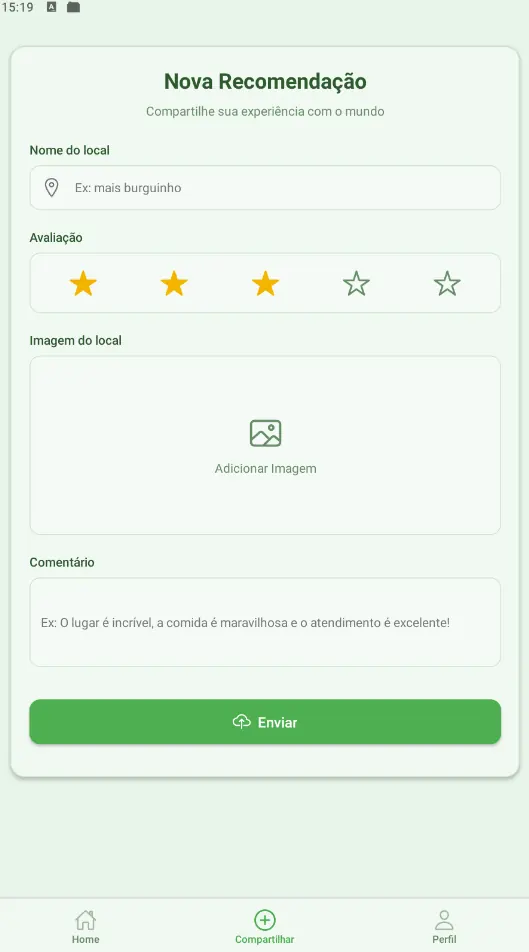 15:19
A
Nova Recomendação
Compartilhe sua experiência com o mundo
Nome do local
Ex: mais burguinho
Avaliação
Imagem do local
Adicionar Imagem
Comentário
Ex: O lugar é incrível, a comida é maravilhosa e o atendimento é excelente!
Enviar
Home
Compartilhar
Perfil